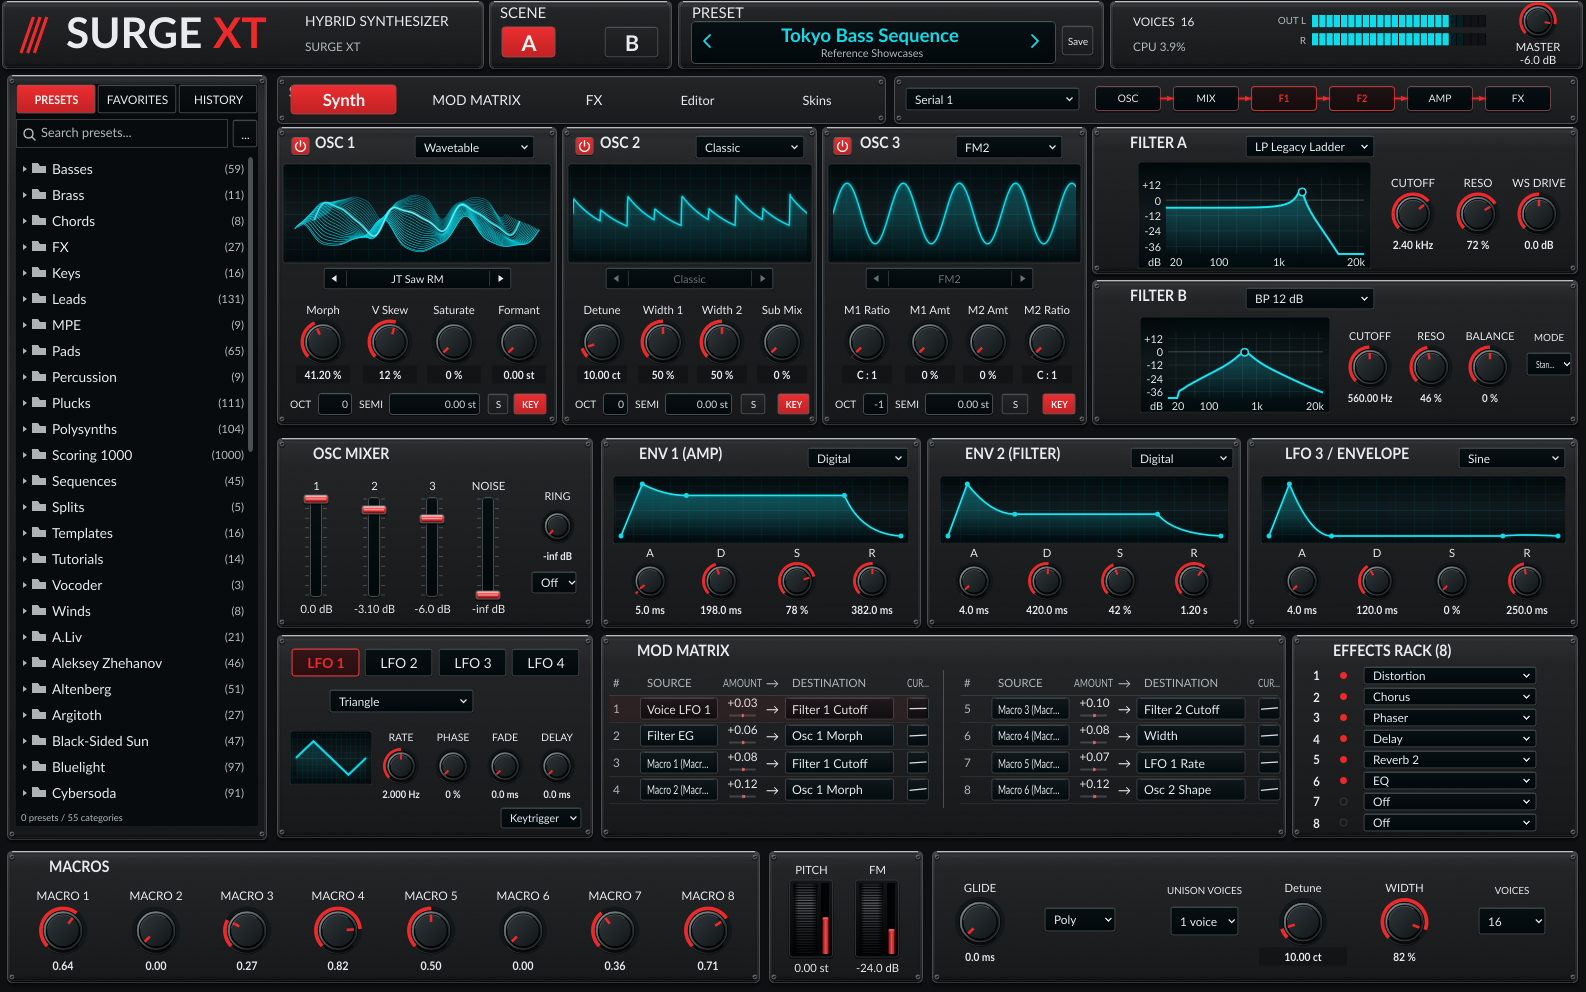 SURGE XT
HYBRID SYNTHESIZER
SURGE XT
SCENE
A
B
PRESET
Tokyo Bass Sequence
Reference Showcases
Save
VOICES 16
CPU 3.9%
OUT L
R
MASTER
-6.0 dB
PRESETS FAVORITES HISTORY
Search presets...
...
Basses (59)
Brass (11)
Chords (8)
FX (27)
Keys (16)
Leads (131)
MPE (9)
Pads (65)
Percussion (9)
Plucks (111)
Polysynths (104)
Scoring 1000 (1000)
Sequences (45)
Splits (5)
Templates (16)
Tutorials (14)
Vocoder (3)
Winds (8)
A.Liv (21)
Aleksey Zhehanov (46)
Altenberg (51)
Argitoth (27)
Black-Sided Sun (47)
Bluelight (97)
Cybersoda (91)
0 presets / 55 categories
Synth MOD MATRIX FX Editor Skins
Serial 1
OSC MIX F1 F2 AMP FX
OSC 1 Wavetable
JT Saw RM
Morph V Skew Saturate Formant
41.20 % 12 % 0 % 0.00 st
OCT 0 SEMI 0.00 st S KEY
OSC 2 Classic
Classic
Detune Width 1 Width 2 Sub Mix
10.00 ct 50 % 50 % 0 %
OCT 0 SEMI 0.00 st S KEY
OSC 3 FM2
FM2
M1 Ratio M1 Amt M2 Amt M2 Ratio
C : 1 0 % 0 % C : 1
OCT -1 SEMI 0.00 st S KEY
FILTER A LP Legacy Ladder
+12
0
-12
-24
-36
dB 20 100 1k 20k
CUTOFF RESO WS DRIVE
2.40 kHz 72 % 0.0 dB
FILTER B BP 12 dB
+12
0
-12
-24
-36
dB 20 100 1k 20k
CUTOFF RESO BALANCE MODE
Stan...
560.00 Hz 46 % 0 %
OSC MIXER
1 2 3 NOISE
0.0 dB -3.10 dB -6.0 dB -inf dB
RING
-inf dB
Off
ENV 1 (AMP) Digital
A D S R
5.0 ms 198.0 ms 78 % 382.0 ms
ENV 2 (FILTER) Digital
A D S R
4.0 ms 420.0 ms 42 % 1.20 s
LFO 3 / ENVELOPE Sine
A D S R
4.0 ms 120.0 ms 0 % 250.0 ms
LFO 1 LFO 2 LFO 3 LFO 4
Triangle
RATE PHASE FADE DELAY
2.000 Hz 0 % 0.0 ms 0.0 ms
Keytrigger
MOD MATRIX
# SOURCE AMOUNT → DESTINATION CUR...
1 Voice LFO 1 +0.03 → Filter 1 Cutoff
2 Filter EG +0.06 → Osc 1 Morph
3 Macro 1 (Macr... +0.08 → Filter 1 Cutoff
4 Macro 2 (Macr... +0.12 → Osc 1 Morph
# SOURCE AMOUNT → DESTINATION CUR...
5 Macro 3 (Macr... +0.10 → Filter 2 Cutoff
6 Macro 4 (Macr... +0.08 → Width
7 Macro 5 (Macr... +0.07 → LFO 1 Rate
8 Macro 6 (Macr... +0.12 → Osc 2 Shape
EFFECTS RACK (8)
1 Distortion
2 Chorus
3 Phaser
4 Delay
5 Reverb 2
6 EQ
7 Off
8 Off
MACROS
MACRO 1 MACRO 2 MACRO 3 MACRO 4 MACRO 5 MACRO 6 MACRO 7 MACRO 8
0.64 0.00 0.27 0.82 0.50 0.00 0.36 0.71
PITCH FM
0.00 st -24.0 dB
GLIDE
0.0 ms
Poly
UNISON VOICES
1 voice
Detune
10.00 ct
WIDTH
82 %
VOICES
16